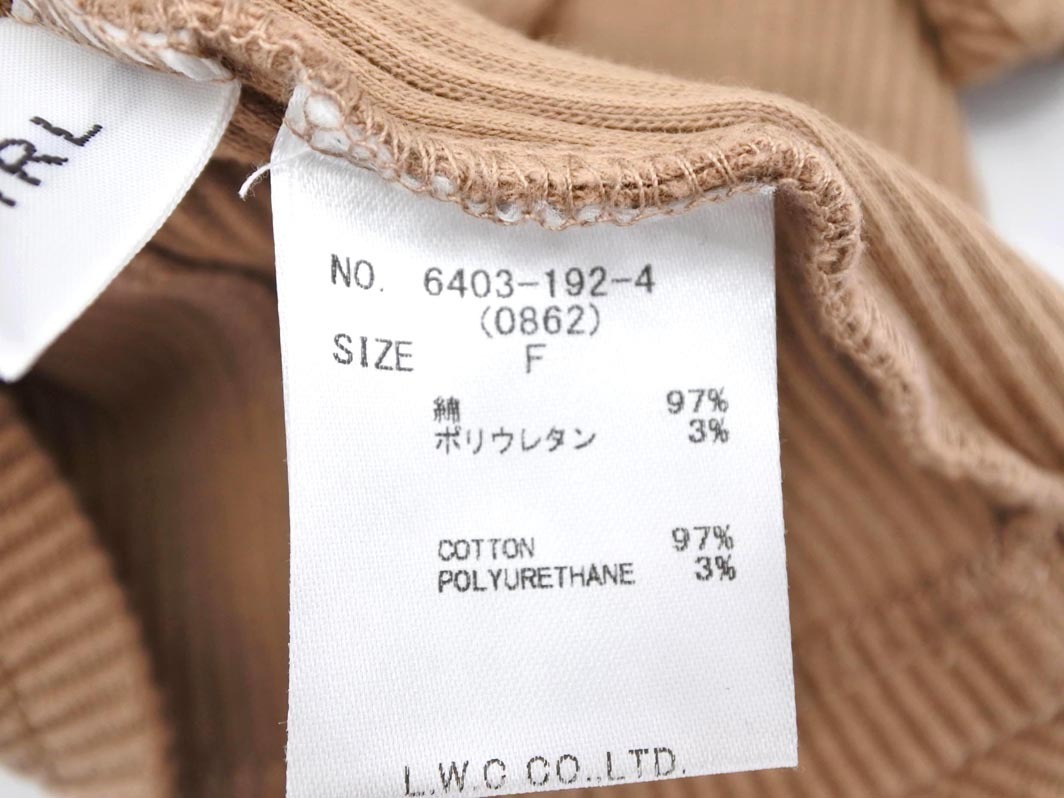 NO. 6403-192-4
(0862)
SIZE F
綿 97%
ポリウレタン 3%
COTTON 97%
POLYURETHANE 3%
L.W.C CO.,LTD.